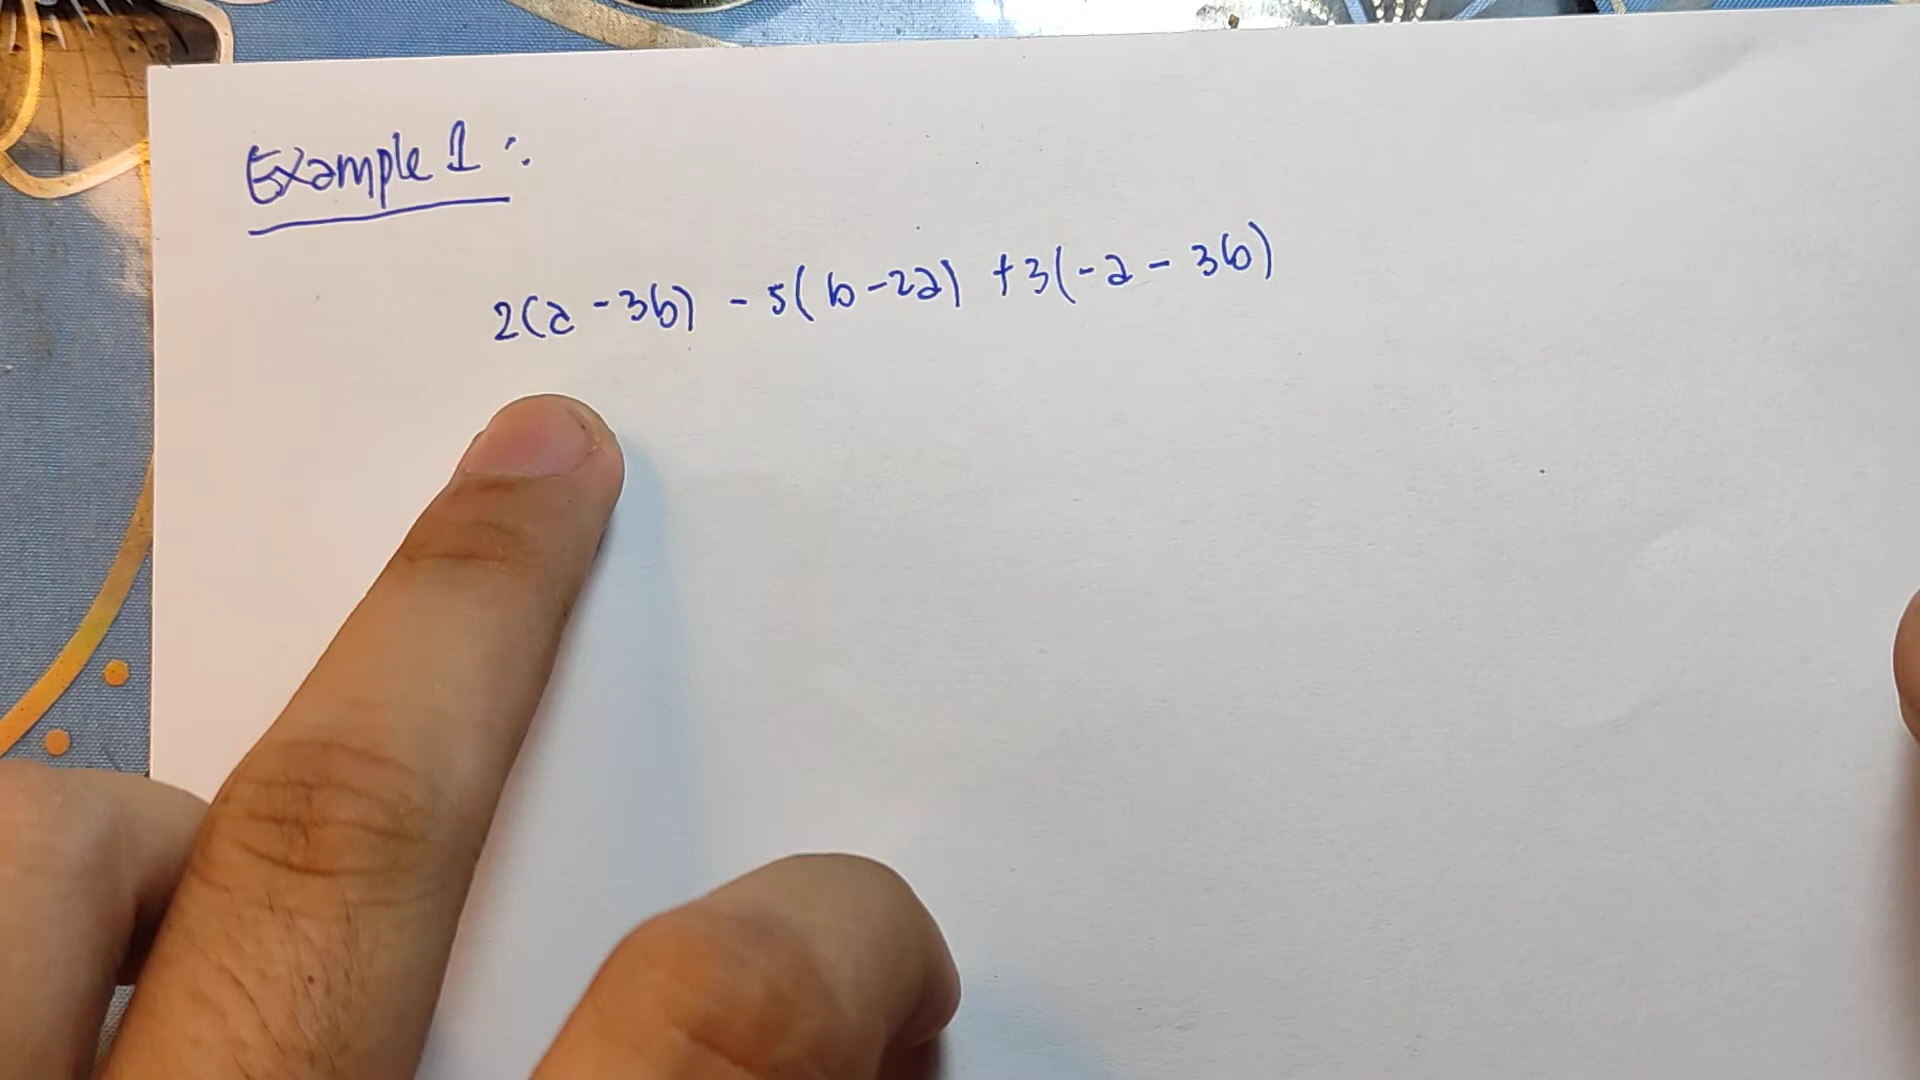 Example 1 :
2(a - 3b) - 5(b - 2a) + 3(-a - 3b)